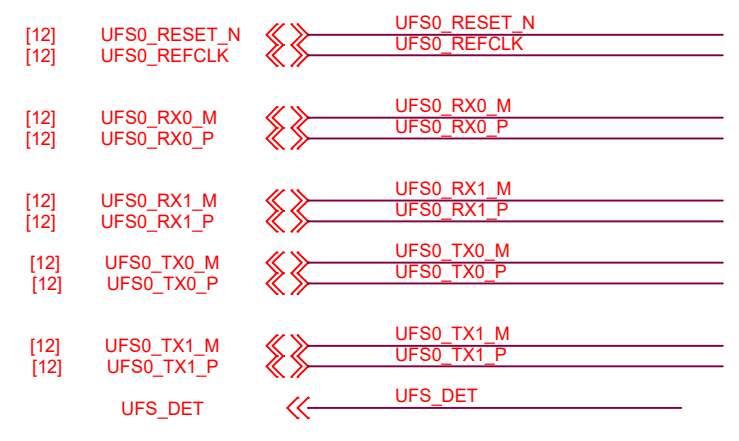 [12] UFS0_RESET_N UFS0_RESET_N
[12] UFS0_REFCLK UFS0_REFCLK
[12] UFS0_RX0_M UFS0_RX0_M
[12] UFS0_RX0_P UFS0_RX0_P
[12] UFS0_RX1_M UFS0_RX1_M
[12] UFS0_RX1_P UFS0_RX1_P
[12] UFS0_TX0_M UFS0_TX0_M
[12] UFS0_TX0_P UFS0_TX0_P
[12] UFS0_TX1_M UFS0_TX1_M
[12] UFS0_TX1_P UFS0_TX1_P
UFS_DET UFS_DET